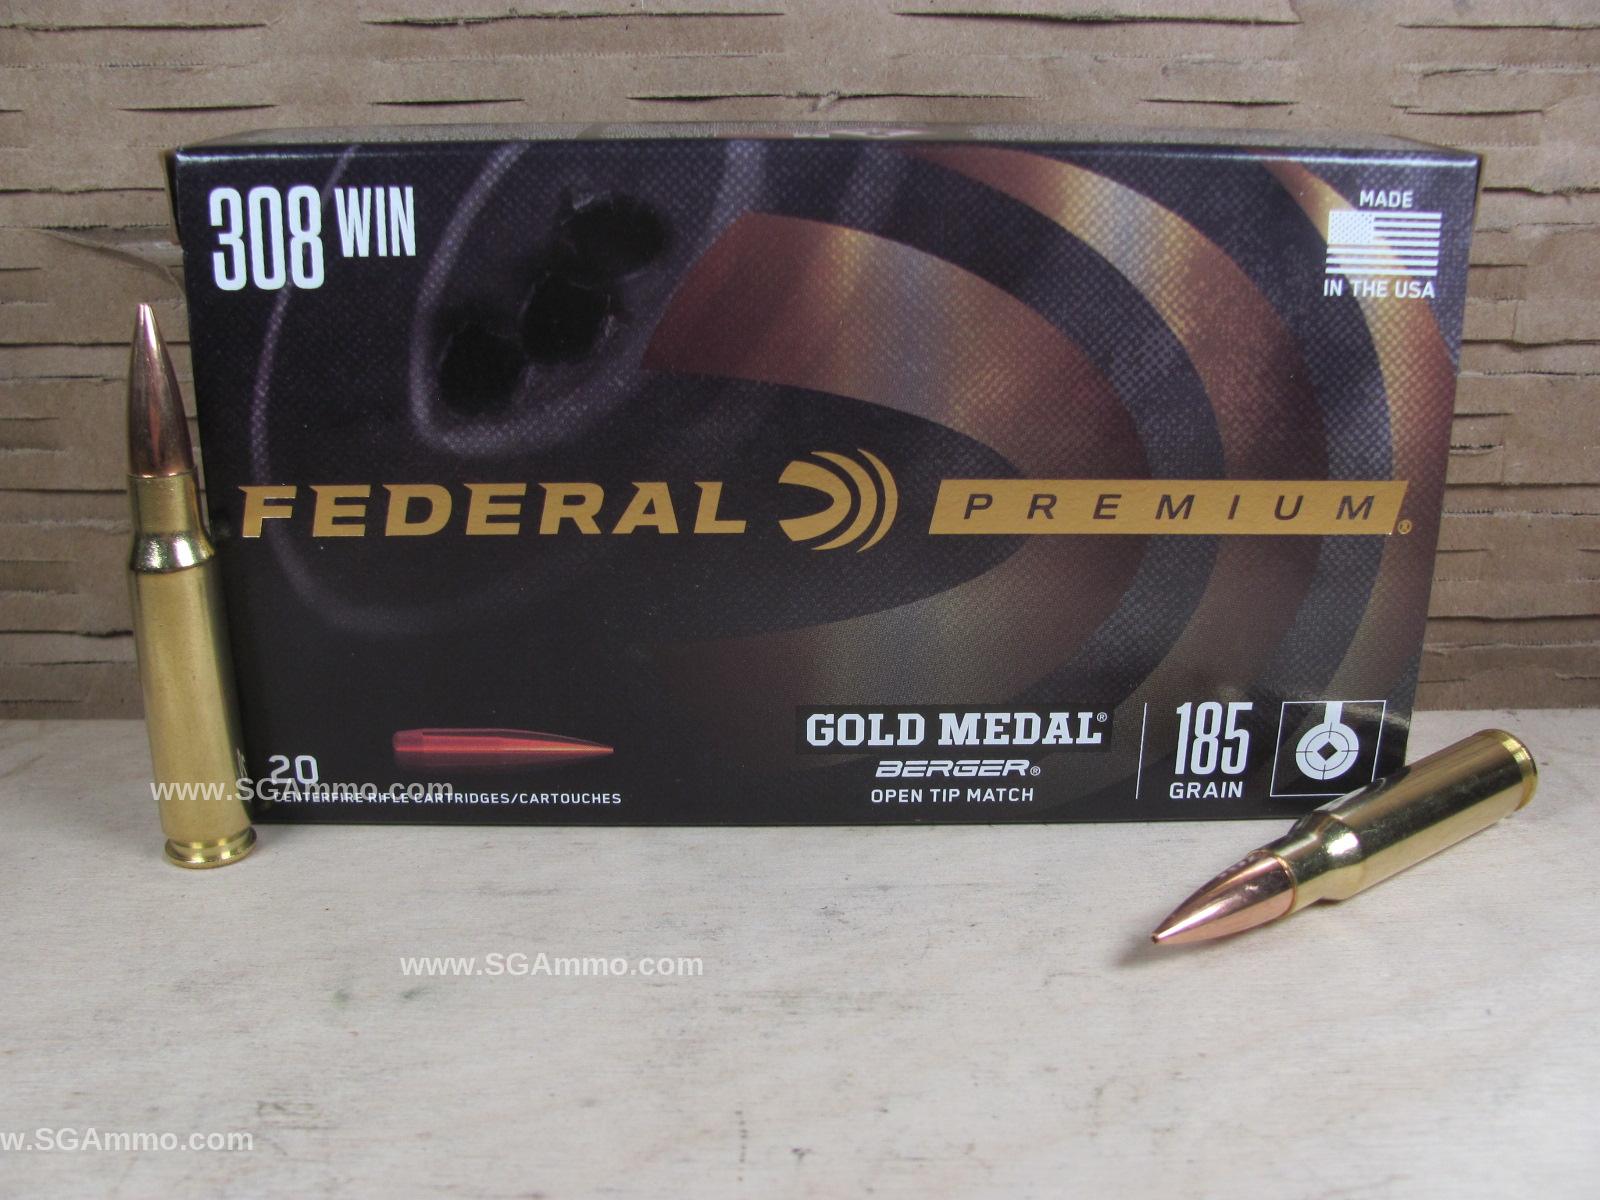 308 WIN
MADE
IN THE USA
FEDERAL PREMIUM®
GOLD MEDAL®
BERGER®
OPEN TIP MATCH
185
GRAIN
20
CENTERFIRE RIFLE CARTRIDGES/CARTOUCHES
www.SGAmmo.com
www.SGAmmo.com
w.SGAmmo.com